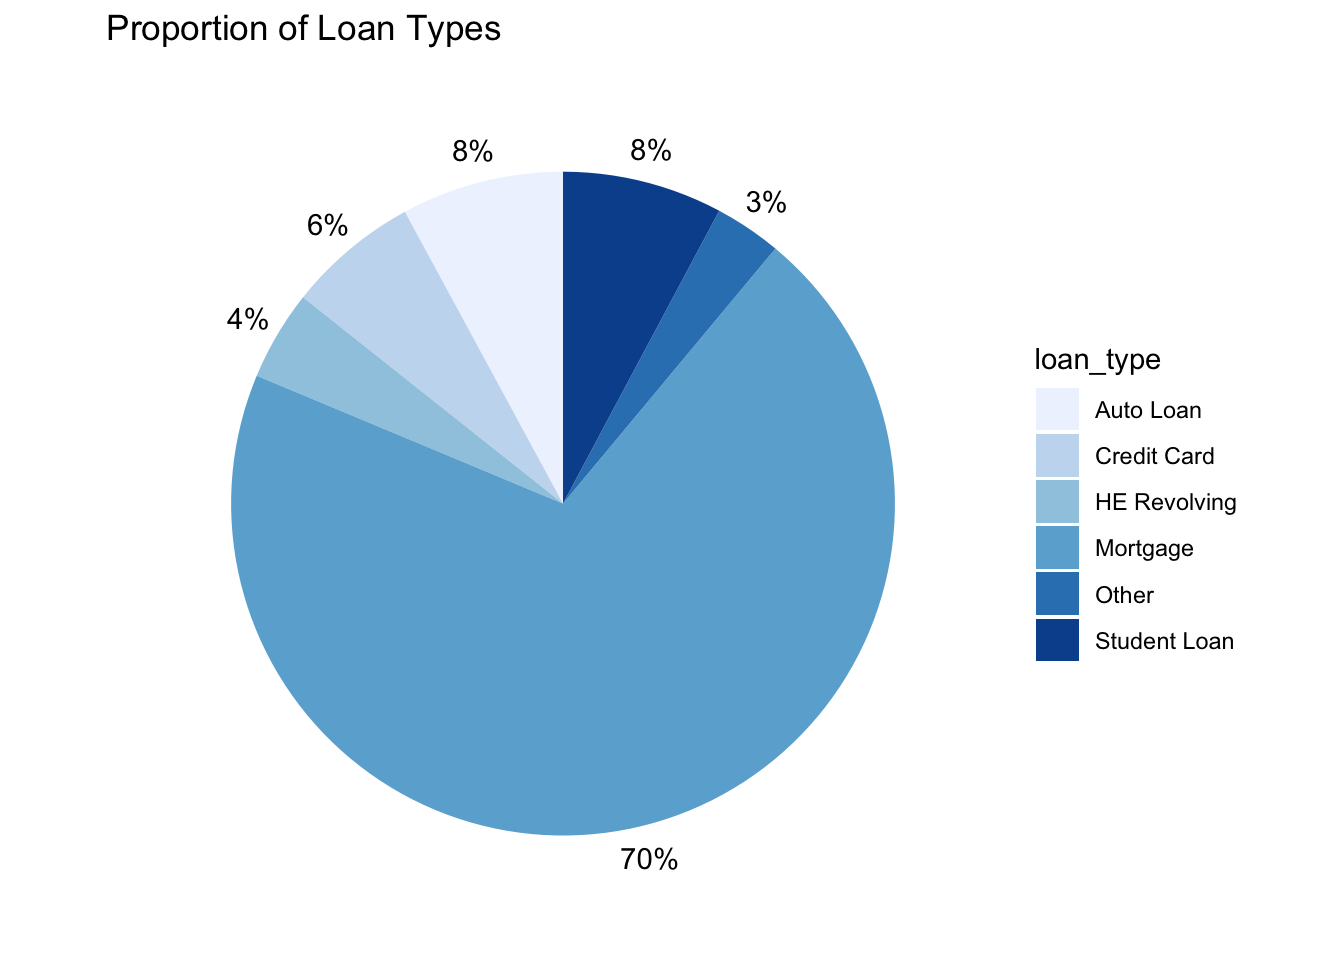 Proportion of Loan Types
8%
8%
3%
6%
4%
70%
loan_type
Auto Loan
Credit Card
HE Revolving
Mortgage
Other
Student Loan